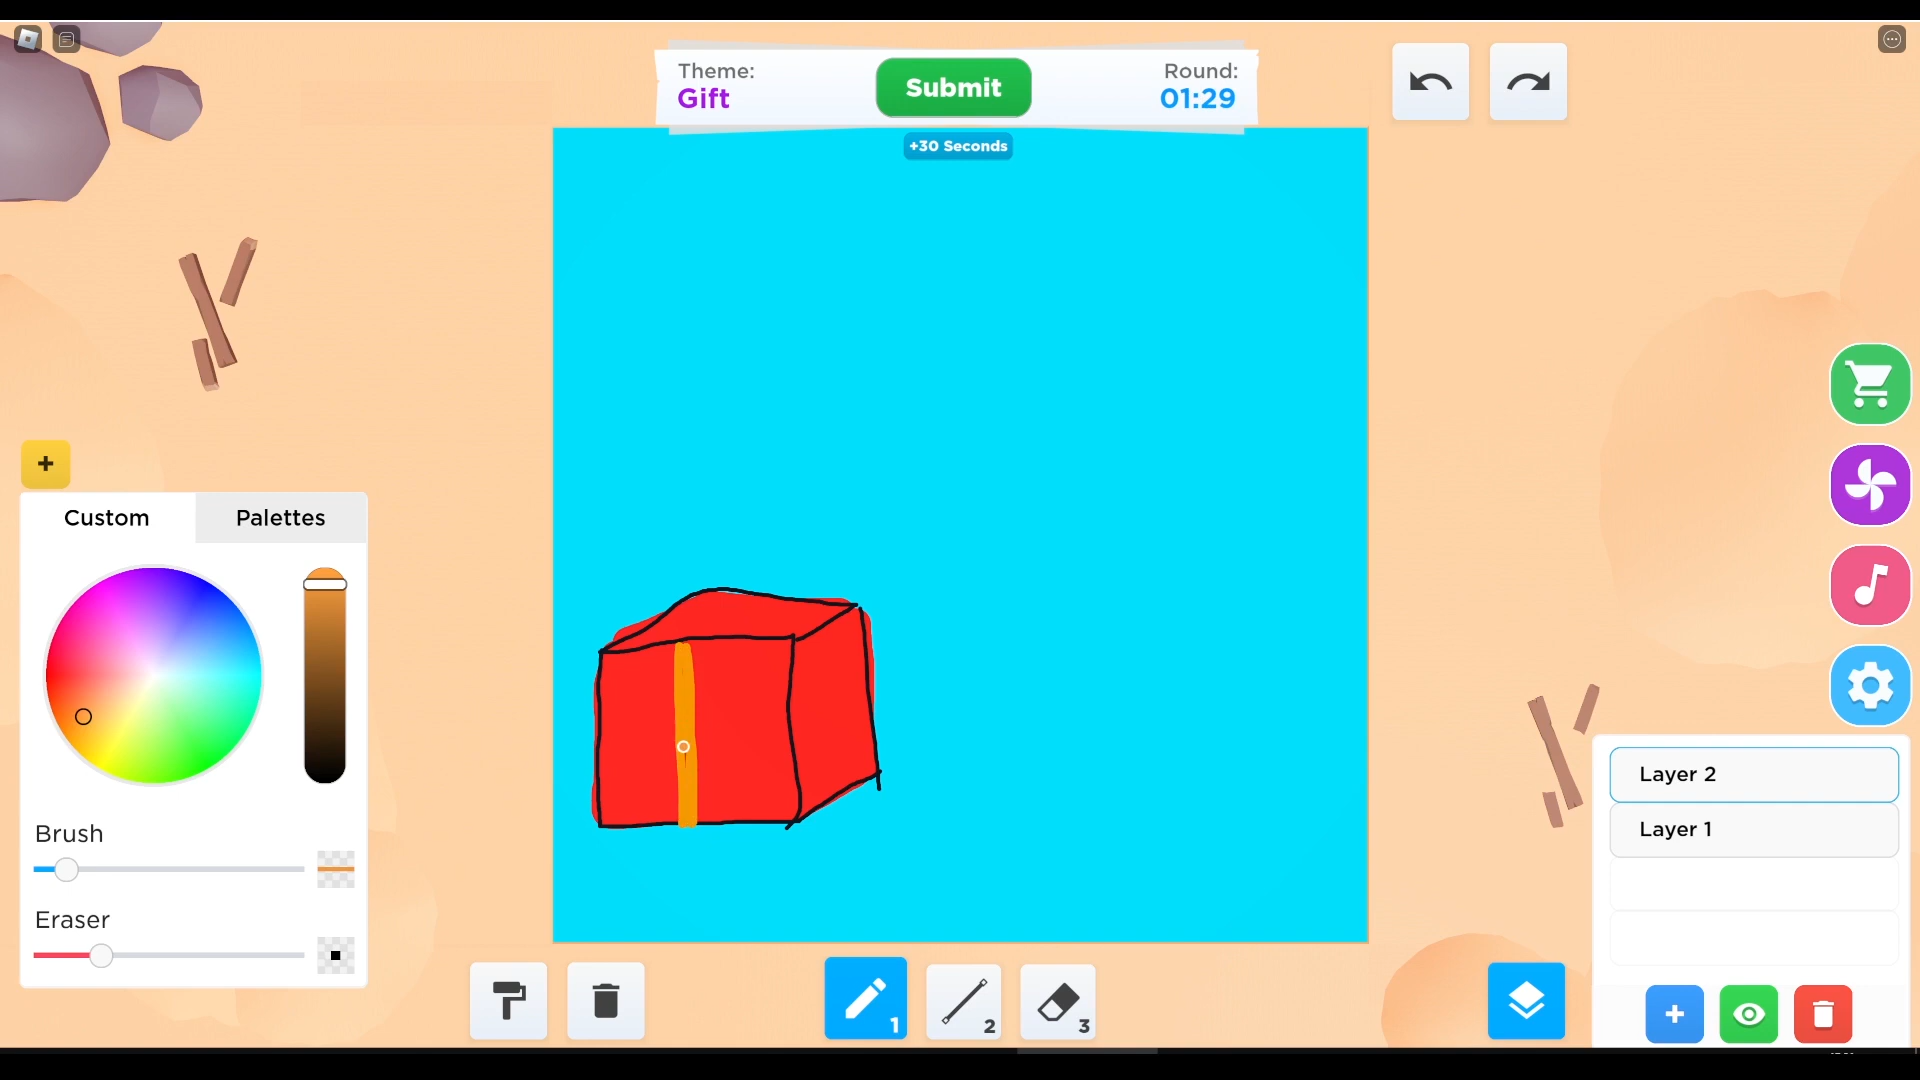 Theme:
Gift
Submit
Round:
01:29
+30 Seconds
+
Custom
Palettes
Brush
Eraser
1
2
3
Layer 2
Layer 1
+